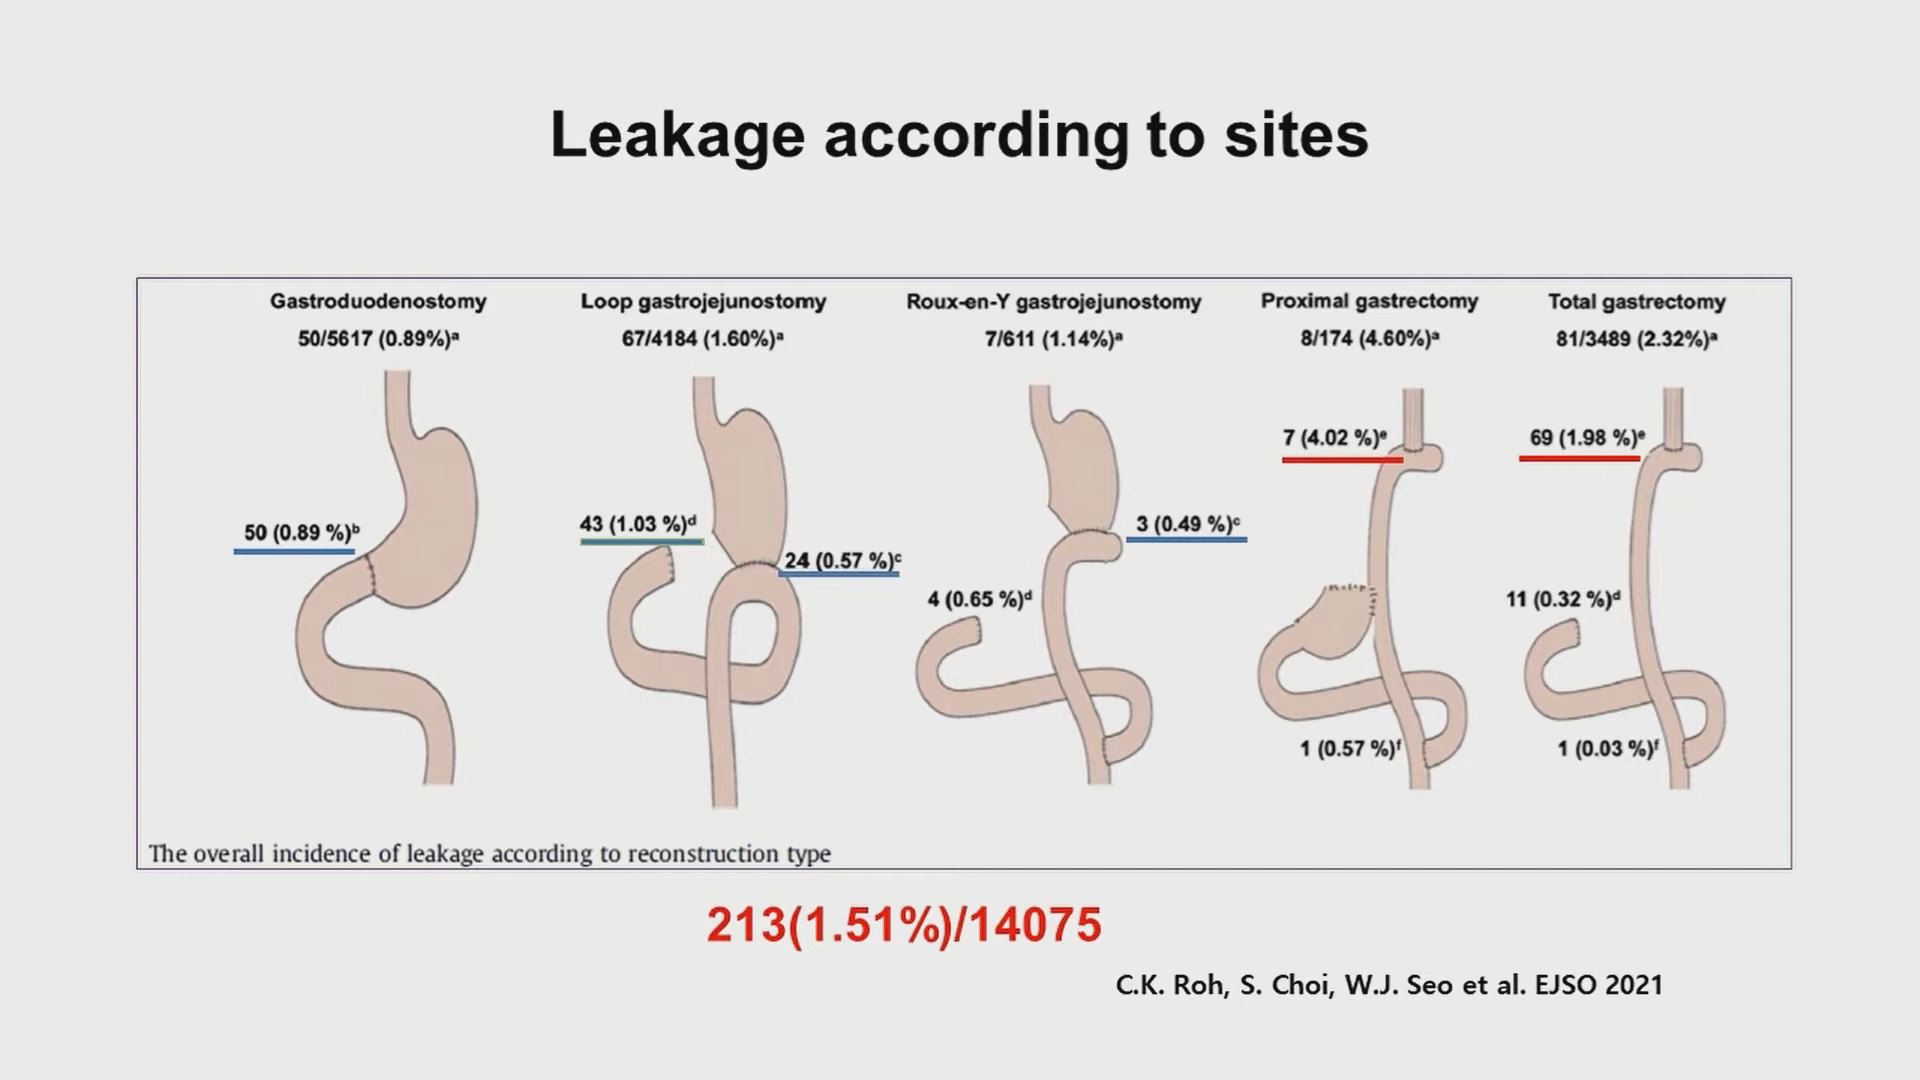 Leakage according to sites
Gastroduodenostomy
50/5617 (0.89%)ᵃ
Loop gastrojejunostomy
67/4184 (1.60%)ᵃ
Roux-en-Y gastrojejunostomy
7/611 (1.14%)ᵃ
Proximal gastrectomy
8/174 (4.60%)ᵃ
Total gastrectomy
81/3489 (2.32%)ᵃ
50 (0.89 %)ᵇ
43 (1.03 %)ᵈ
24 (0.57 %)ᶜ
3 (0.49 %)ᶜ
4 (0.65 %)ᵈ
7 (4.02 %)ᵉ
1 (0.57 %)ᶠ
69 (1.98 %)ᵉ
11 (0.32 %)ᵈ
1 (0.03 %)ᶠ
The overall incidence of leakage according to reconstruction type
213(1.51%)/14075
C.K. Roh, S. Choi, W.J. Seo et al. EJSO 2021